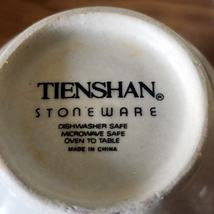 TIENSHAN®
STONEWARE
DISHWASHER SAFE
MICROWAVE SAFE
OVEN TO TABLE
MADE IN CHINA